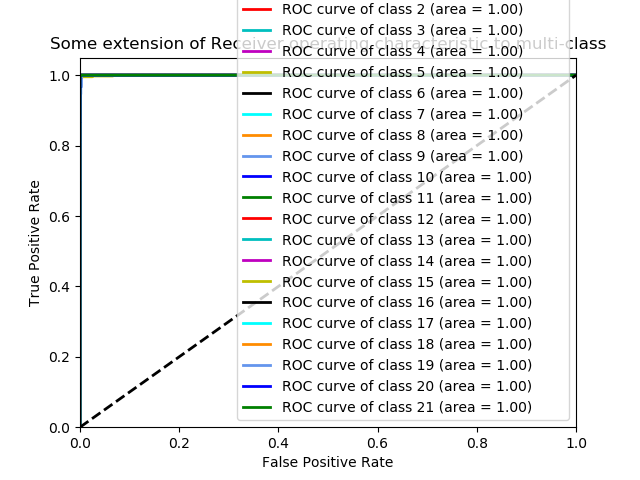 ROC curve of class 2 (area = 1.00)
ROC curve of class 3 (area = 1.00)
Some extension of Receiver operating characteristic to multi-class
ROC curve of class 4 (area = 1.00)
ROC curve of class 5 (area = 1.00)
ROC curve of class 6 (area = 1.00)
ROC curve of class 7 (area = 1.00)
ROC curve of class 8 (area = 1.00)
ROC curve of class 9 (area = 1.00)
ROC curve of class 10 (area = 1.00)
ROC curve of class 11 (area = 1.00)
ROC curve of class 12 (area = 1.00)
ROC curve of class 13 (area = 1.00)
ROC curve of class 14 (area = 1.00)
ROC curve of class 15 (area = 1.00)
ROC curve of class 16 (area = 1.00)
ROC curve of class 17 (area = 1.00)
ROC curve of class 18 (area = 1.00)
ROC curve of class 19 (area = 1.00)
ROC curve of class 20 (area = 1.00)
ROC curve of class 21 (area = 1.00)
True Positive Rate
1.0
0.8
0.6
0.4
0.2
0.0
0.0 0.2 0.4 0.6 0.8 1.0
False Positive Rate